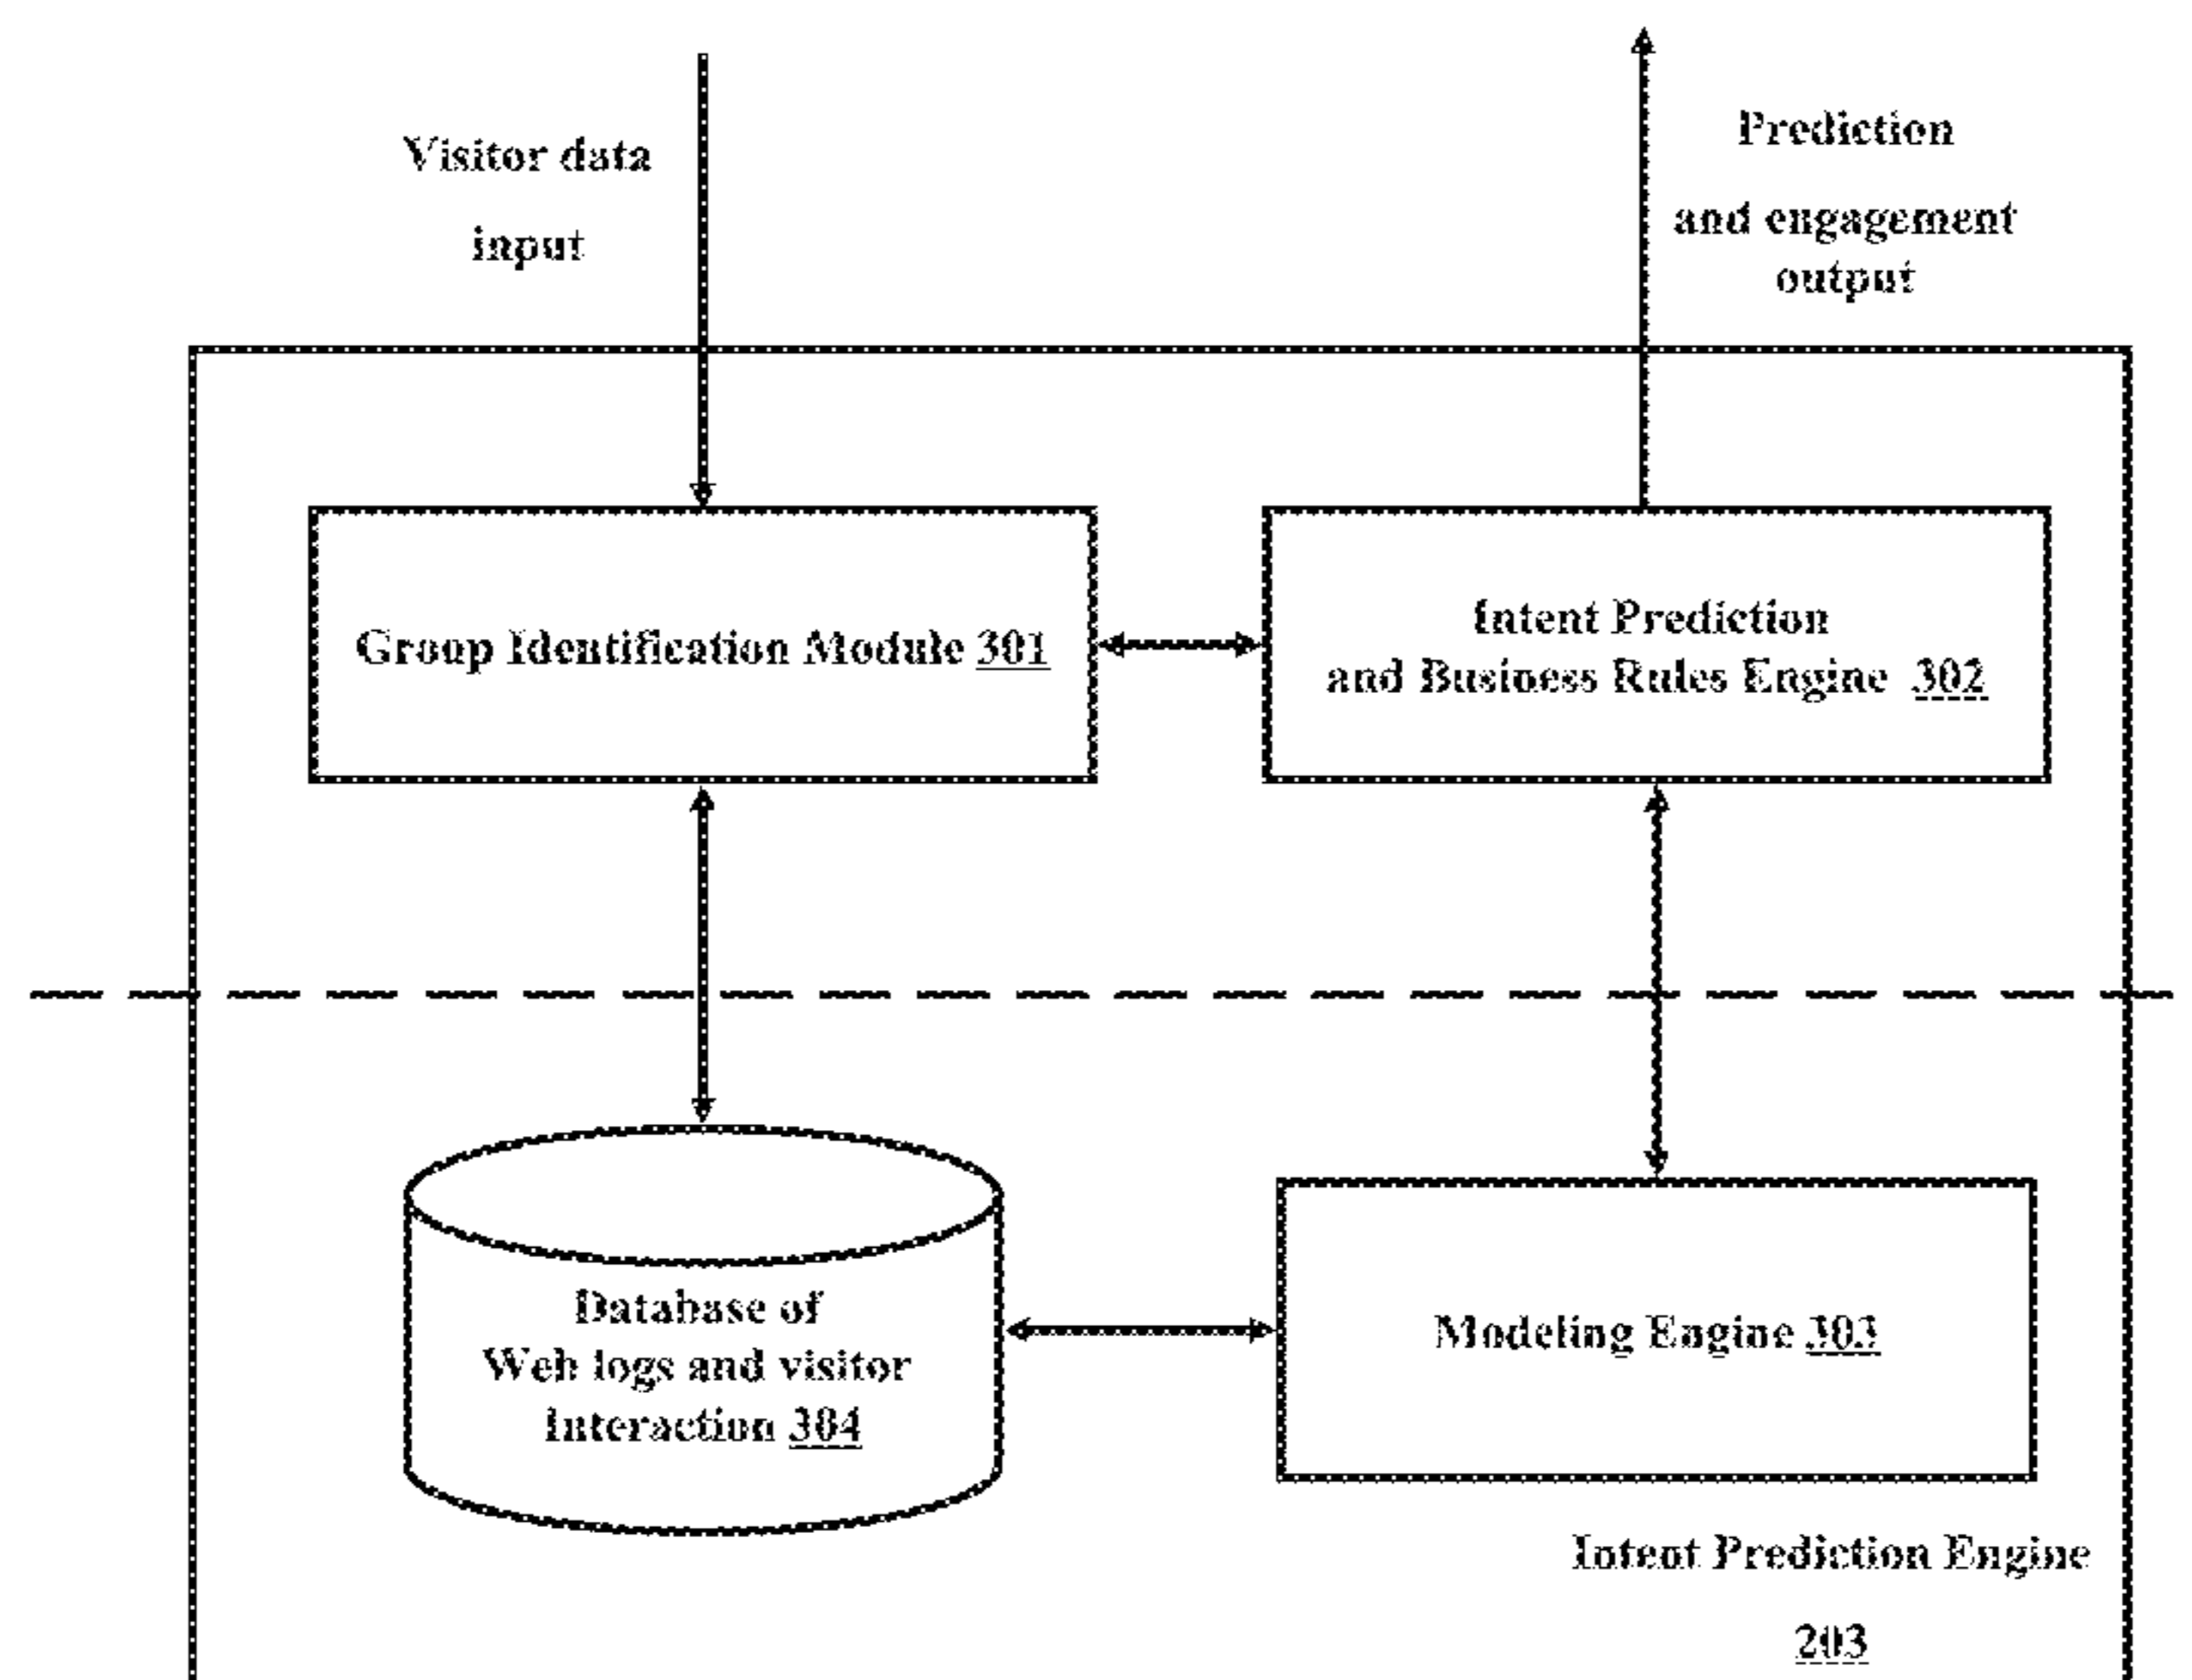 Visitor data
input
Prediction
and engagement
output
Group Identification Module 301
Intent Prediction
and Business Rules Engine 302
Database of
Web logs and visitor
Interaction 304
Modeling Engine 303
Intent Prediction Engine
203